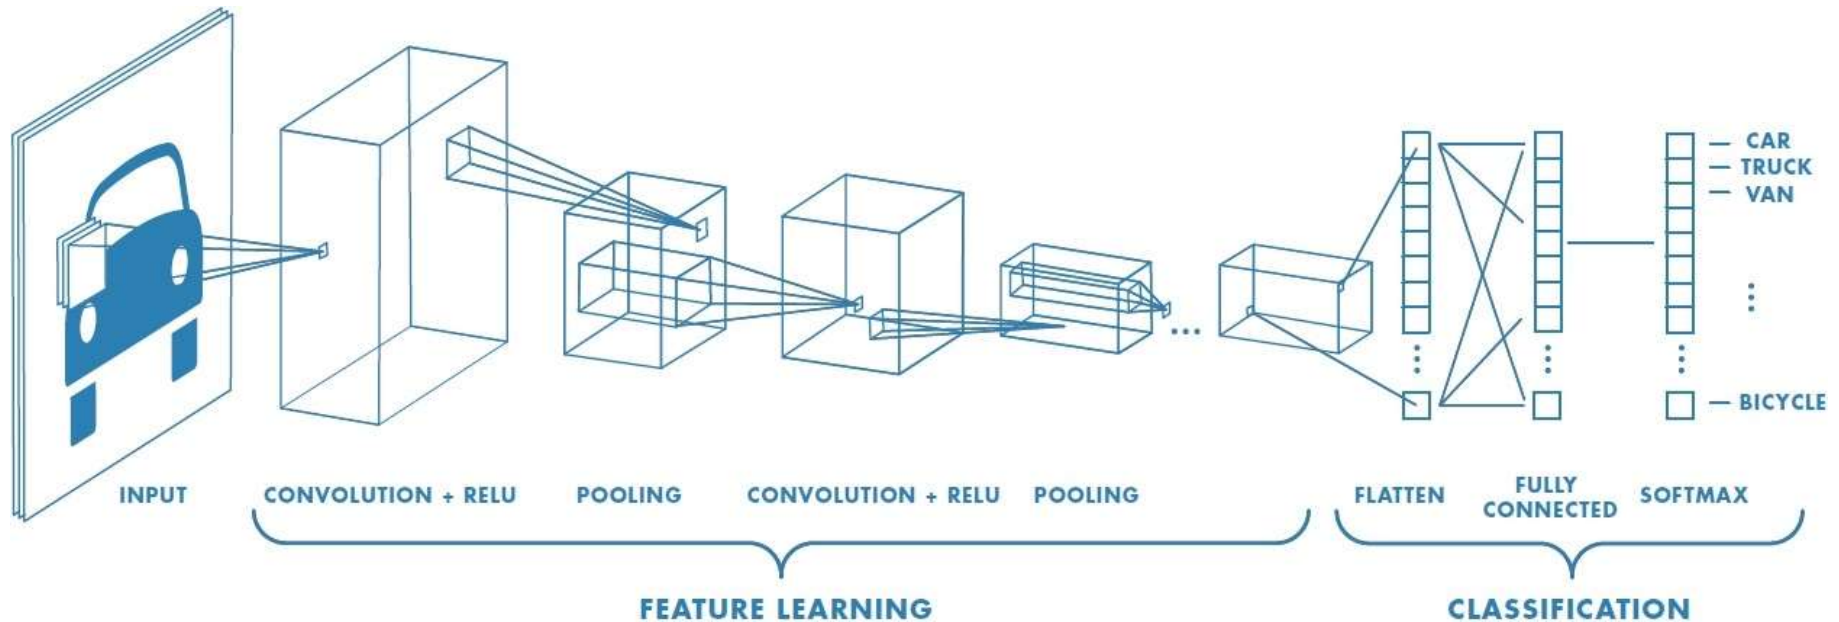 CAR
TRUCK
VAN
BICYCLE
INPUT
CONVOLUTION + RELU
POOLING
CONVOLUTION + RELU
POOLING
FLATTEN
FULLY
CONNECTED
SOFTMAX
FEATURE LEARNING
CLASSIFICATION